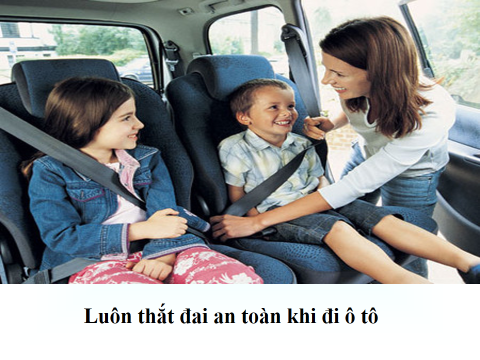 Luôn thắt đai an toàn khi đi ô tô